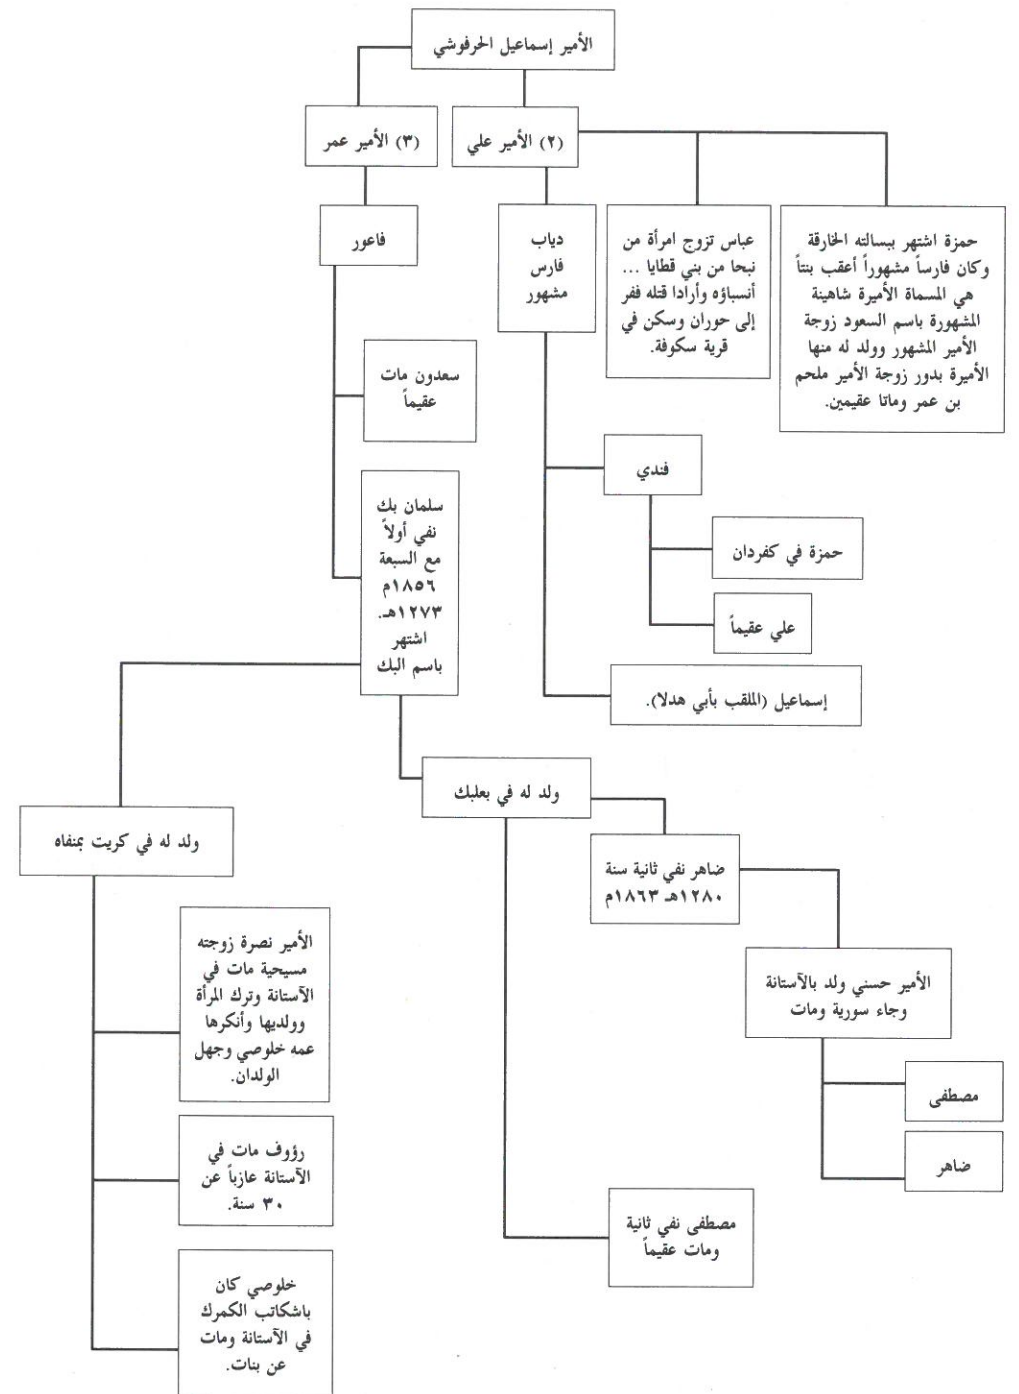 الأمير إسماعيل الحرفوشي
(٢) الأمير علي
(٣) الأمير عمر
حمزة اشتهر ببسالته الخارقة
وكان فارساً مشهوراً أعقب بنتاً
هي المسماة الأميرة شاهينة
المشهورة باسم السعود زوجة
الأمير المشهور وولد له منها
الأميرة بدور زوجة الأمير ملحم
بن عمر وماتا عقيمين.
عباس تزوج امرأة من
نبحا من بني قطايا ...
أنسباؤه وأرادا قتله ففر
إلى حوران وسكن في
قرية سكوفة.
دياب
فارس
مشهور
فاعور
سعدون مات
عقيماً
فندي
حمزة في كفردان
علي عقيماً
إسماعيل (الملقب بأبي هدلا).
سلمان بك
نفي أولاً
مع السبعة
١٨٥٦م
١٢٧٣هـ.
اشتهر
باسم البك
ولد له في بعلبك
ولد له في كريت بمنفاه
ضاهر نفي ثانية سنة
١٢٨٠هـ ١٨٦٣م
الأمير حسني ولد بالآستانة
وجاء سورية ومات
مصطفى
ضاهر
مصطفى نفي ثانية
ومات عقيماً
الأمير نصرة زوجته
مسيحية مات في
الآستانة وترك المرأة
وولديها وأنكرها
عمه خلوصي وجهل
الولدان.
رؤوف مات في
الآستانة عازباً عن
٣٠ سنة.
خلوصي كان
باشكاتب الكمرك
في الآستانة ومات
عن بنات.